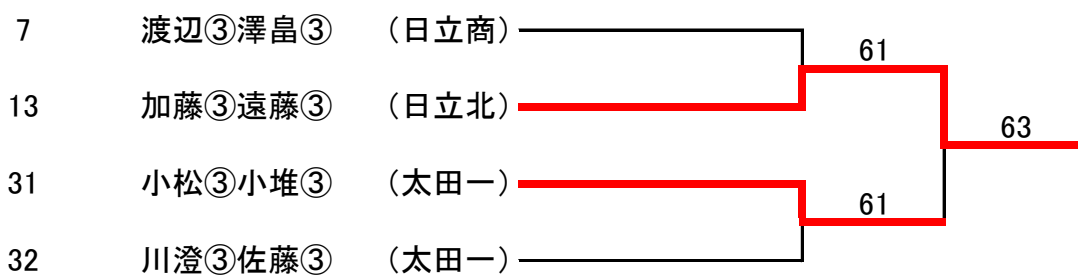 7 渡辺③澤畠③ （日立商）
61
13 加藤③遠藤③ （日立北）
63
31 小松③小堆③ （太田一）
61
32 川澄③佐藤③ （太田一）